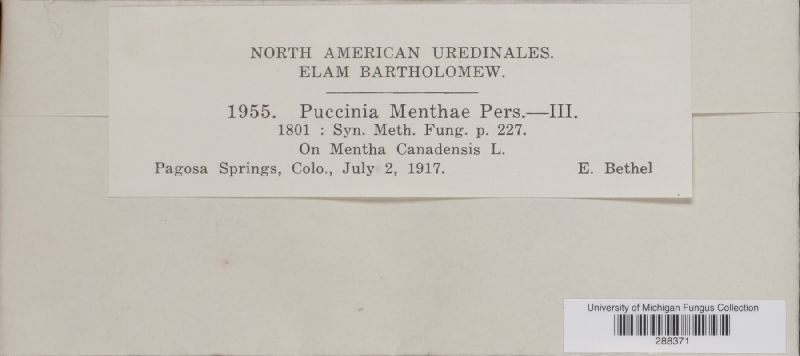 NORTH AMERICAN UREDINALES.
ELAM BARTHOLOMEW.
1955. Puccinia Menthae Pers.—III.
1801 : Syn. Meth. Fung. p. 227.
On Mentha Canadensis L.
Pagosa Springs, Colo., July 2, 1917. E. Bethel
University of Michigan Fungus Collection
288371